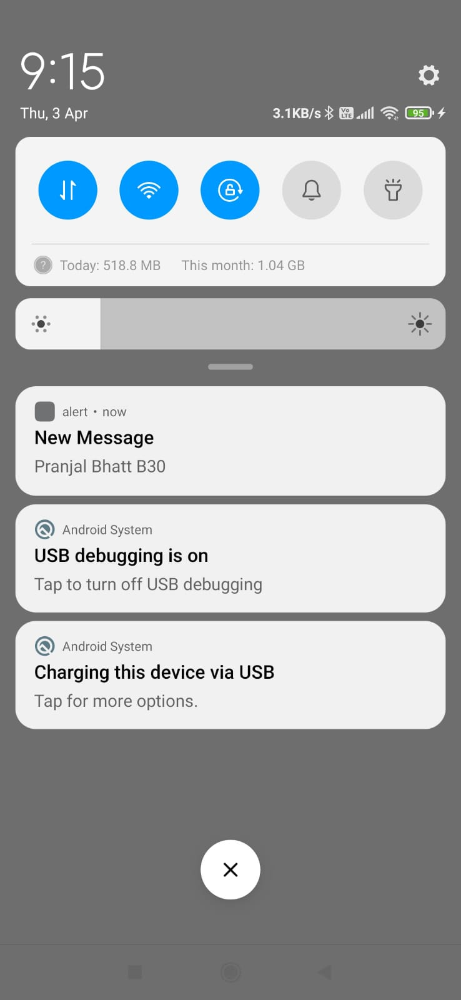 9:15
Thu, 3 Apr
3.1KB/s Vo LTE 95
? Today: 518.8 MB This month: 1.04 GB
alert • now
New Message
Pranjal Bhatt B30
Android System
USB debugging is on
Tap to turn off USB debugging
Android System
Charging this device via USB
Tap for more options.